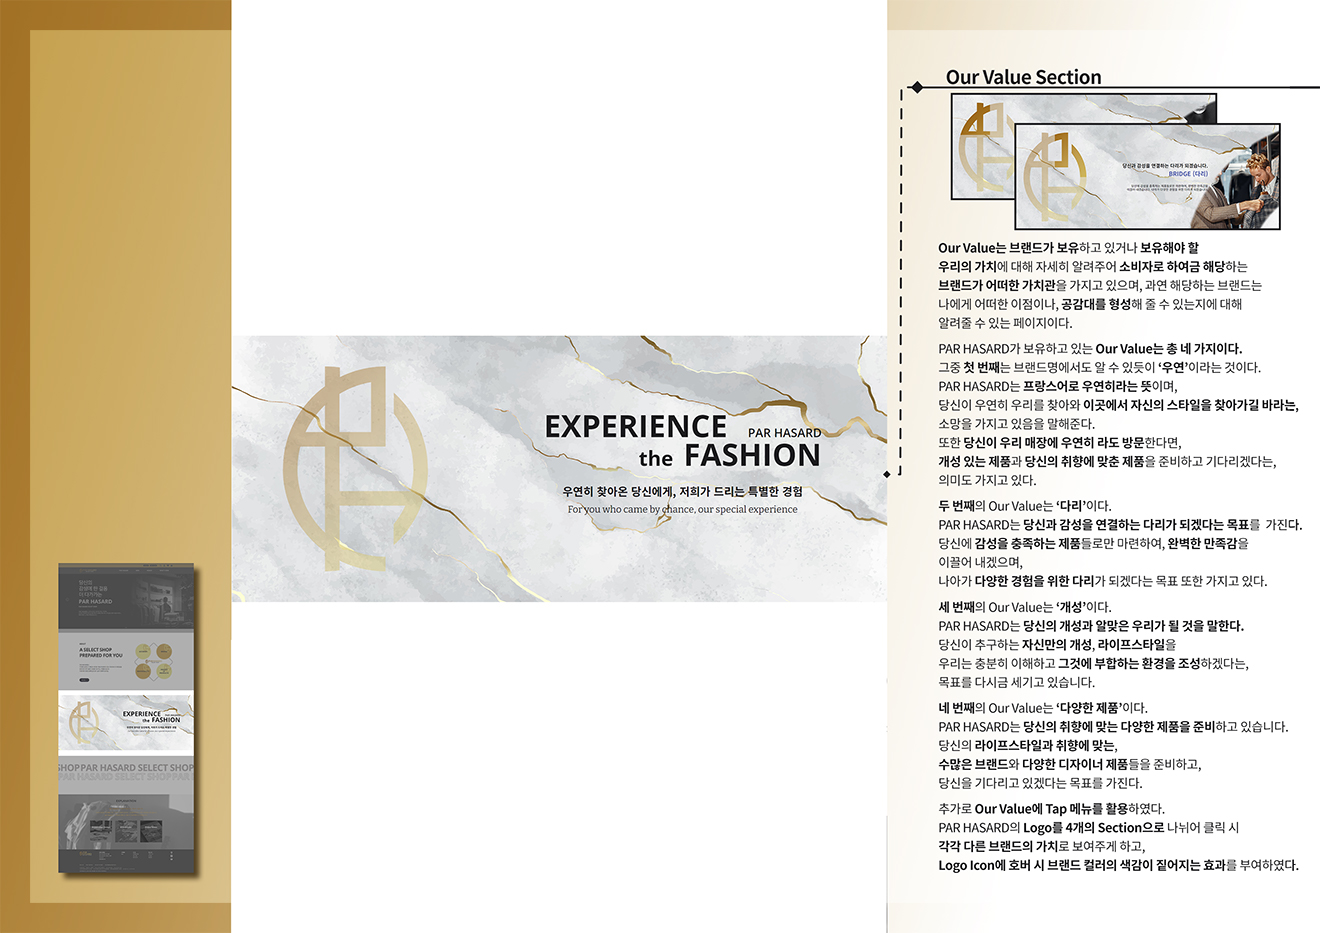 Our Value Section
당신과 감성을 연결하는 다리가 되겠습니다.
BRIDGE (다리)
Our Value는 브랜드가 보유하고 있거나 보유해야 할
우리의 가치에 대해 자세히 알려주어 소비자로 하여금 해당하는
브랜드가 어떠한 가치관을 가지고 있으며, 과연 해당하는 브랜드는
나에게 어떠한 이점이나, 공감대를 형성해 줄 수 있는지에 대해
알려줄 수 있는 페이지이다.
PAR HASARD가 보유하고 있는 Our Value는 총 네 가지이다.
그중 첫 번째는 브랜드명에서도 알 수 있듯이 ‘우연’이라는 것이다.
PAR HASARD는 프랑스어로 우연히라는 뜻이며,
당신이 우연히 우리를 찾아와 이곳에서 자신의 스타일을 찾아가길 바라는,
소망을 가지고 있음을 말해준다.
또한 당신이 우리 매장에 우연히 라도 방문한다면,
개성 있는 제품과 당신의 취향에 맞춘 제품을 준비하고 기다리겠다는,
의미도 가지고 있다.
두 번째의 Our Value는 ‘다리’이다.
PAR HASARD는 당신과 감성을 연결하는 다리가 되겠다는 목표를 가진다.
당신에 감성을 충족하는 제품들로만 마련하여, 완벽한 만족감을
이끌어 내겠으며,
나아가 다양한 경험을 위한 다리가 되겠다는 목표 또한 가지고 있다.
세 번째의 Our Value는 ‘개성’이다.
PAR HASARD는 당신의 개성과 알맞은 우리가 될 것을 말한다.
당신이 추구하는 자신만의 개성, 라이프스타일을
우리는 충분히 이해하고 그것에 부합하는 환경을 조성하겠다는,
목표를 다시금 세기고 있습니다.
네 번째의 Our Value는 ‘다양한 제품’이다.
PAR HASARD는 당신의 취향에 맞는 다양한 제품을 준비하고 있습니다.
당신의 라이프스타일과 취향에 맞는,
수많은 브랜드와 다양한 디자이너 제품들을 준비하고,
당신을 기다리고 있겠다는 목표를 가진다.
추가로 Our Value에 Tap 메뉴를 활용하였다.
PAR HASARD의 Logo를 4개의 Section으로 나뉘어 클릭 시
각각 다른 브랜드의 가치로 보여주게 하고,
Logo Icon에 호버 시 브랜드 컬러의 색감이 짙어지는 효과를 부여하였다.
EXPERIENCE PAR HASARD
the FASHION
우연히 찾아온 당신에게, 저희가 드리는 특별한 경험
For you who came by chance, our special experience
당신의
감성에 한 걸음
더 다가가는
PAR HASARD
A SELECT SHOP
PREPARED FOR YOU
EXPERIENCE PAR HASARD
the FASHION
SHOP PAR HASARD SELECT SHOP
PAR HASARD SELECT SHOP PAR